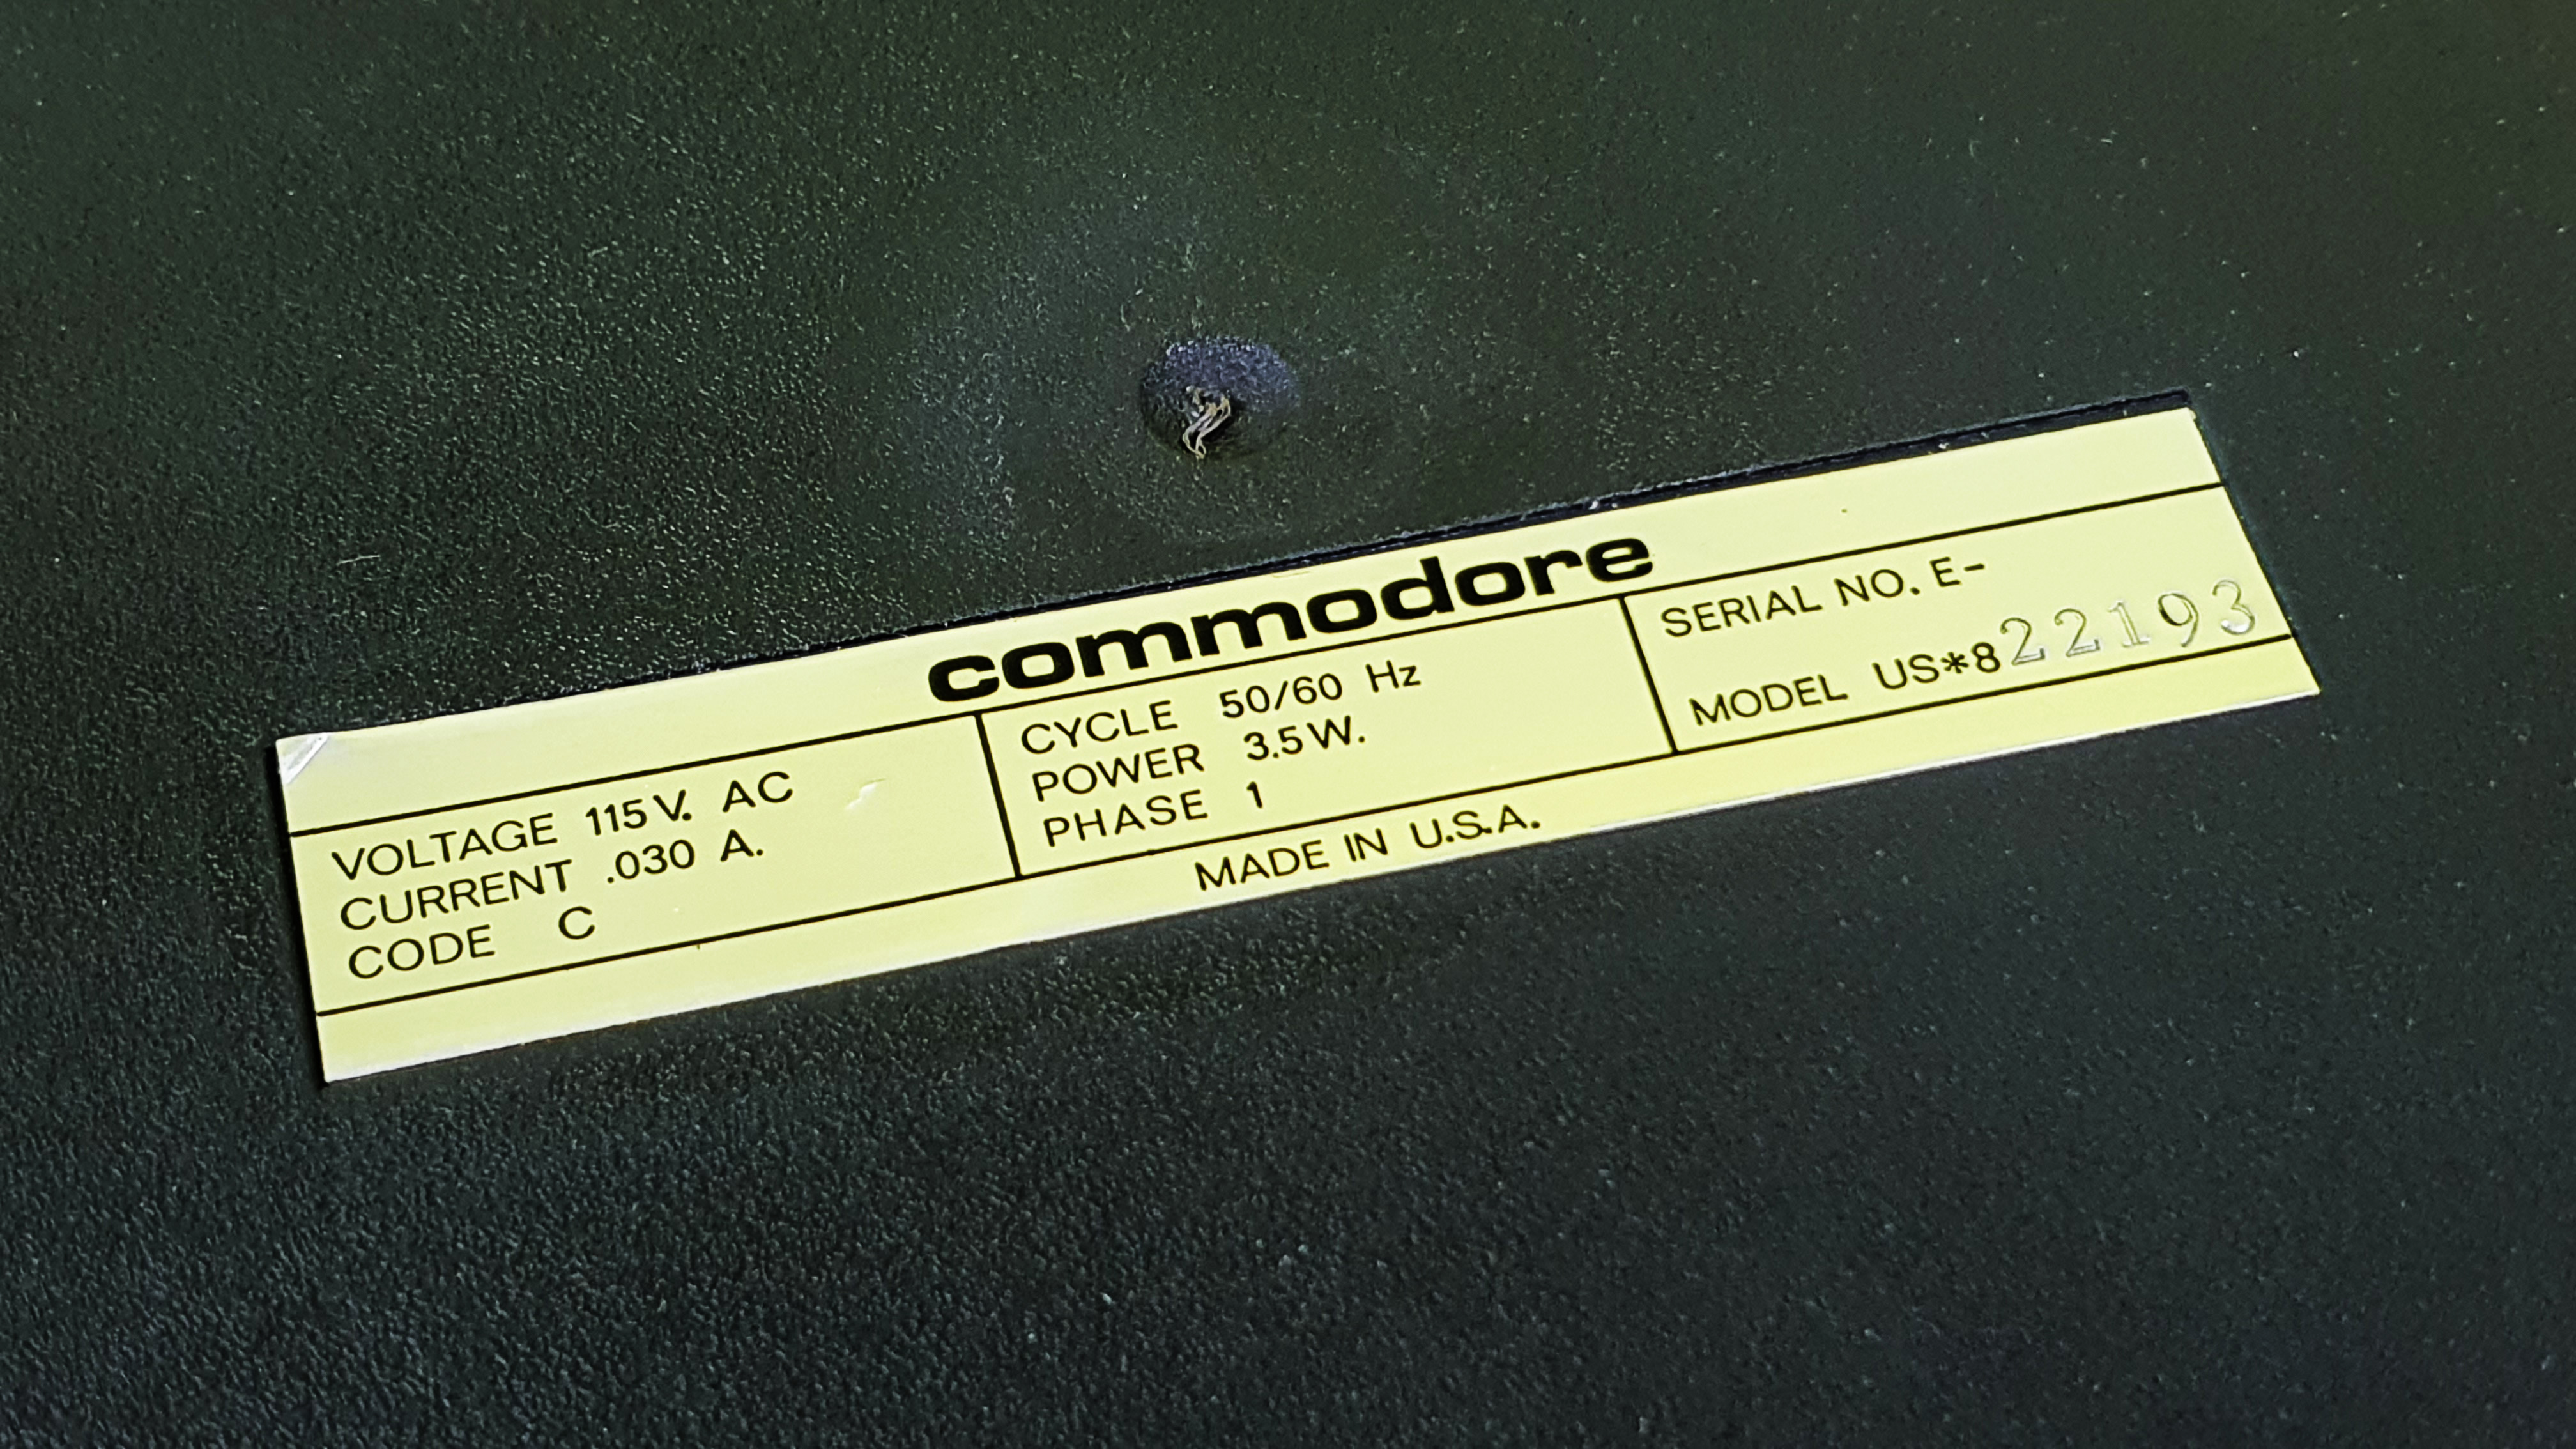 commodore
VOLTAGE 115 V. AC
CURRENT .030 A.
CODE C
CYCLE 50/60 Hz
POWER 3.5 W.
PHASE 1
SERIAL NO. E-
22193
MODEL US*8
MADE IN U.S.A.